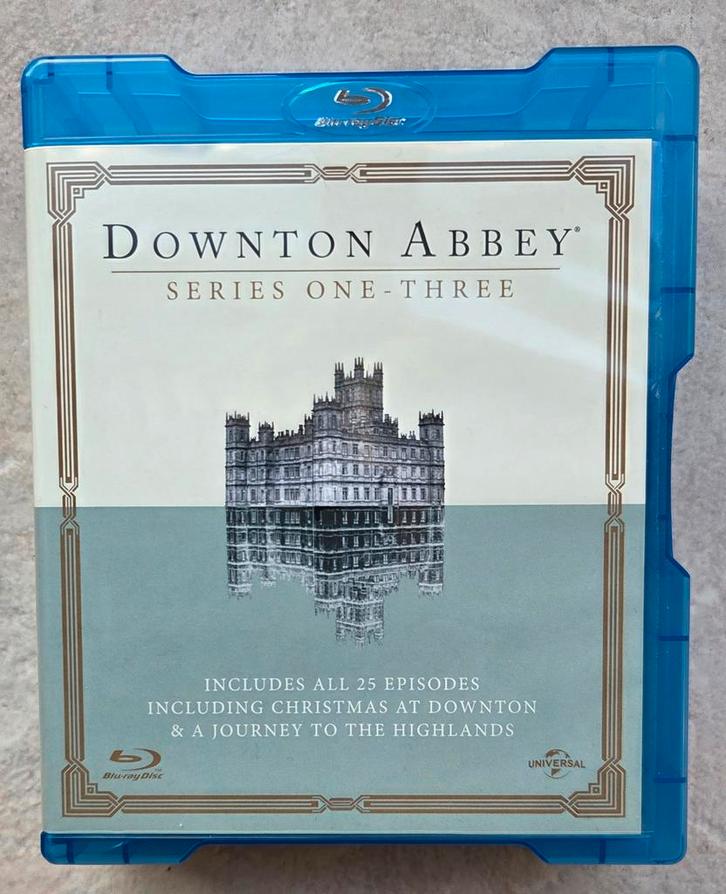 Blu-ray Disc
DOWNTON ABBEY®
SERIES ONE-THREE
INCLUDES ALL 25 EPISODES
INCLUDING CHRISTMAS AT DOWNTON
& A JOURNEY TO THE HIGHLANDS
Blu-ray Disc™
UNIVERSAL